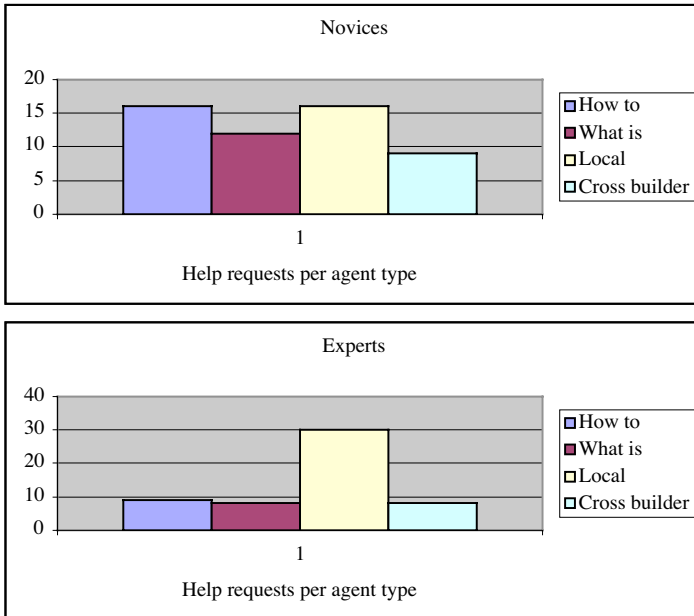 Novices
20
15
10
5
0
1
Help requests per agent type
How to
What is
Local
Cross builder
Experts
40
30
20
10
0
1
Help requests per agent type
How to
What is
Local
Cross builder